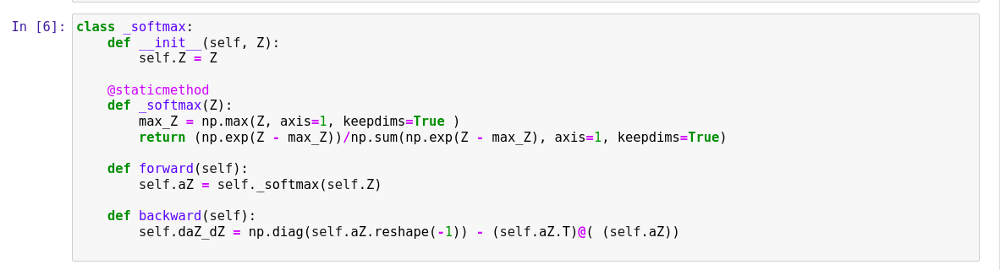 In [6]: class _softmax:
    def __init__(self, Z):
        self.Z = Z
    @staticmethod
    def _softmax(Z):
        max_Z = np.max(Z, axis=1, keepdims=True )
        return (np.exp(Z - max_Z))/np.sum(np.exp(Z - max_Z), axis=1, keepdims=True)
    def forward(self):
        self.aZ = self._softmax(self.Z)
    def backward(self):
        self.daZ_dZ = np.diag(self.aZ.reshape(-1)) - (self.aZ.T)@( (self.aZ))